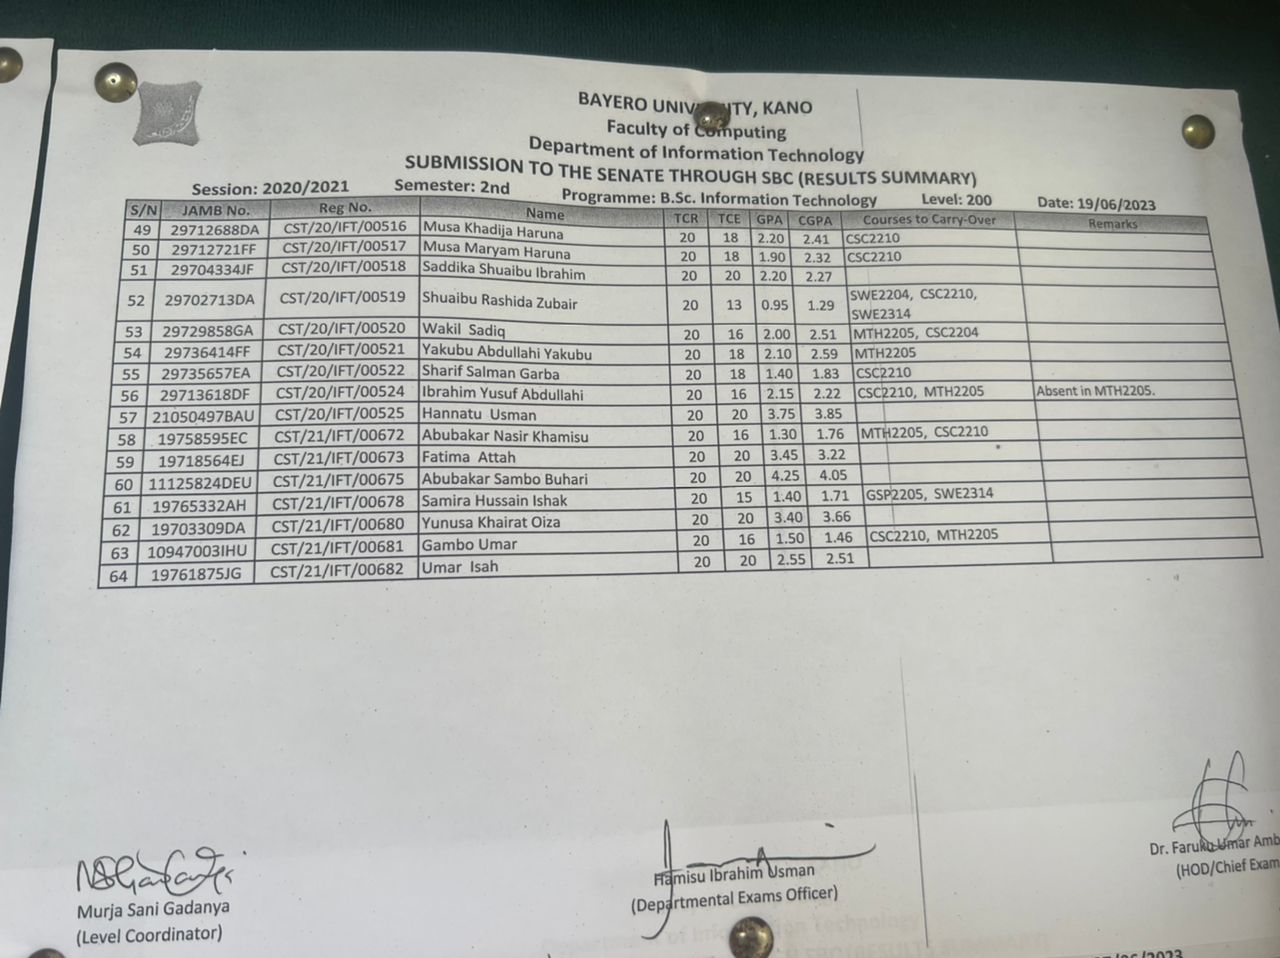 BAYERO UNIV TY, KANO
Faculty of Computing
Department of Information Technology
SUBMISSION TO THE SENATE THROUGH SBC (RESULTS SUMMARY)
Session: 2020/2021 Semester: 2nd Programme: B.Sc. Information Technology Level: 200 Date: 19/06/2023
S/N JAMB No. Reg No. Name TCR TCE GPA CGPA Courses to Carry-Over Remarks
49 29712688DA CST/20/IFT/00516 Musa Khadija Haruna 20 18 2.20 2.41 CSC2210
50 29712721FF CST/20/IFT/00517 Musa Maryam Haruna 20 18 1.90 2.32 CSC2210
51 29704334JF CST/20/IFT/00518 Saddika Shuaibu Ibrahim 20 20 2.20 2.27
52 29702713DA CST/20/IFT/00519 Shuaibu Rashida Zubair 20 13 0.95 1.29 SWE2204, CSC2210,
SWE2314
53 29729858GA CST/20/IFT/00520 Wakil Sadiq 20 16 2.00 2.51 MTH2205, CSC2204
54 29736414FF CST/20/IFT/00521 Yakubu Abdullahi Yakubu 20 18 2.10 2.59 MTH2205
55 29735657EA CST/20/IFT/00522 Sharif Salman Garba 20 18 1.40 1.83 CSC2210
56 29713618DF CST/20/IFT/00524 Ibrahim Yusuf Abdullahi 20 16 2.15 2.22 CSC2210, MTH2205 Absent in MTH2205.
57 21050497BAU CST/20/IFT/00525 Hannatu Usman 20 20 3.75 3.85
58 19758595EC CST/21/IFT/00672 Abubakar Nasir Khamisu 20 16 1.30 1.76 MTH2205, CSC2210
59 19718564EJ CST/21/IFT/00673 Fatima Attah 20 20 3.45 3.22
60 11125824DEU CST/21/IFT/00675 Abubakar Sambo Buhari 20 20 4.25 4.05
61 19765332AH CST/21/IFT/00678 Samira Hussain Ishak 20 15 1.40 1.71 GSP2205, SWE2314
62 19703309DA CST/21/IFT/00680 Yunusa Khairat Oiza 20 20 3.40 3.66
63 10947003IHU CST/21/IFT/00681 Gambo Umar 20 16 1.50 1.46 CSC2210, MTH2205
64 19761875JG CST/21/IFT/00682 Umar Isah 20 20 2.55 2.51
Murja Sani Gadanya
(Level Coordinator)
Hamisu Ibrahim Usman
(Departmental Exams Officer)
Dr. Faruku Umar Amb
(HOD/Chief Exam